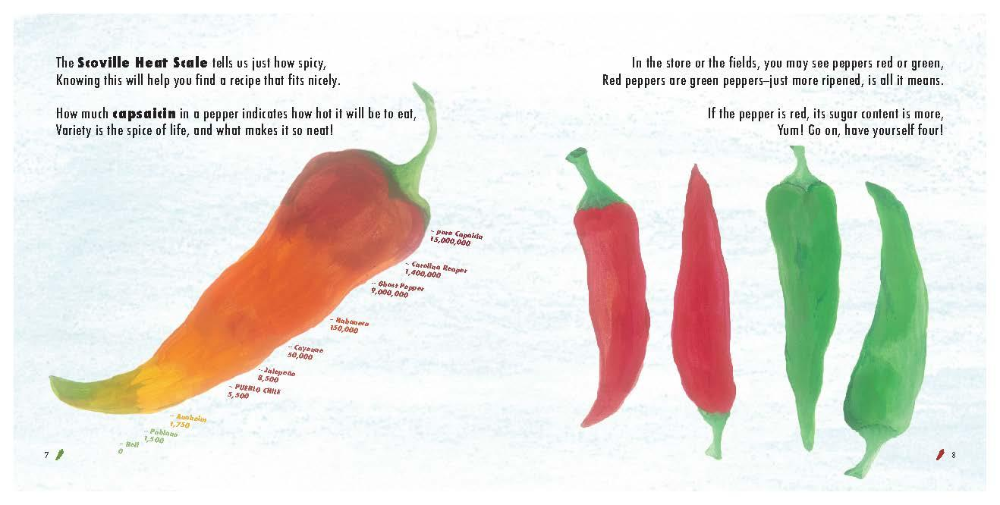 The Scoville Heat Scale tells us just how spicy,
Knowing this will help you find a recipe that fits nicely.
How much capsaicin in a pepper indicates how hot it will be to eat,
Variety is the spice of life, and what makes it so neat!
-- pure Capaicin
15,000,000
-- Carolina Reaper
1,400,000
-- Ghost Pepper
9,000,000
-- Habanero
150,000
-- Cayenne
50,000
-- Jalepeño
8,500
-- PUEBLO CHILE
5,500
-- Anaheim
1,750
-- Poblano
1,500
-- Bell
0
7
In the store or the fields, you may see peppers red or green,
Red peppers are green peppers–just more ripened, is all it means.
If the pepper is red, its sugar content is more,
Yum! Go on, have yourself four!
8